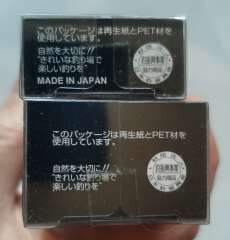 このパッケージは再生紙とPET材を
使用しています。
自然を大切に!!
"きれいな釣り場で
楽しい釣りを"
MADE IN JAPAN
このパッケージは再生紙とPET材を
使用しています。
自然を大切に!!
"きれいな釣り場で
楽しい釣りを"